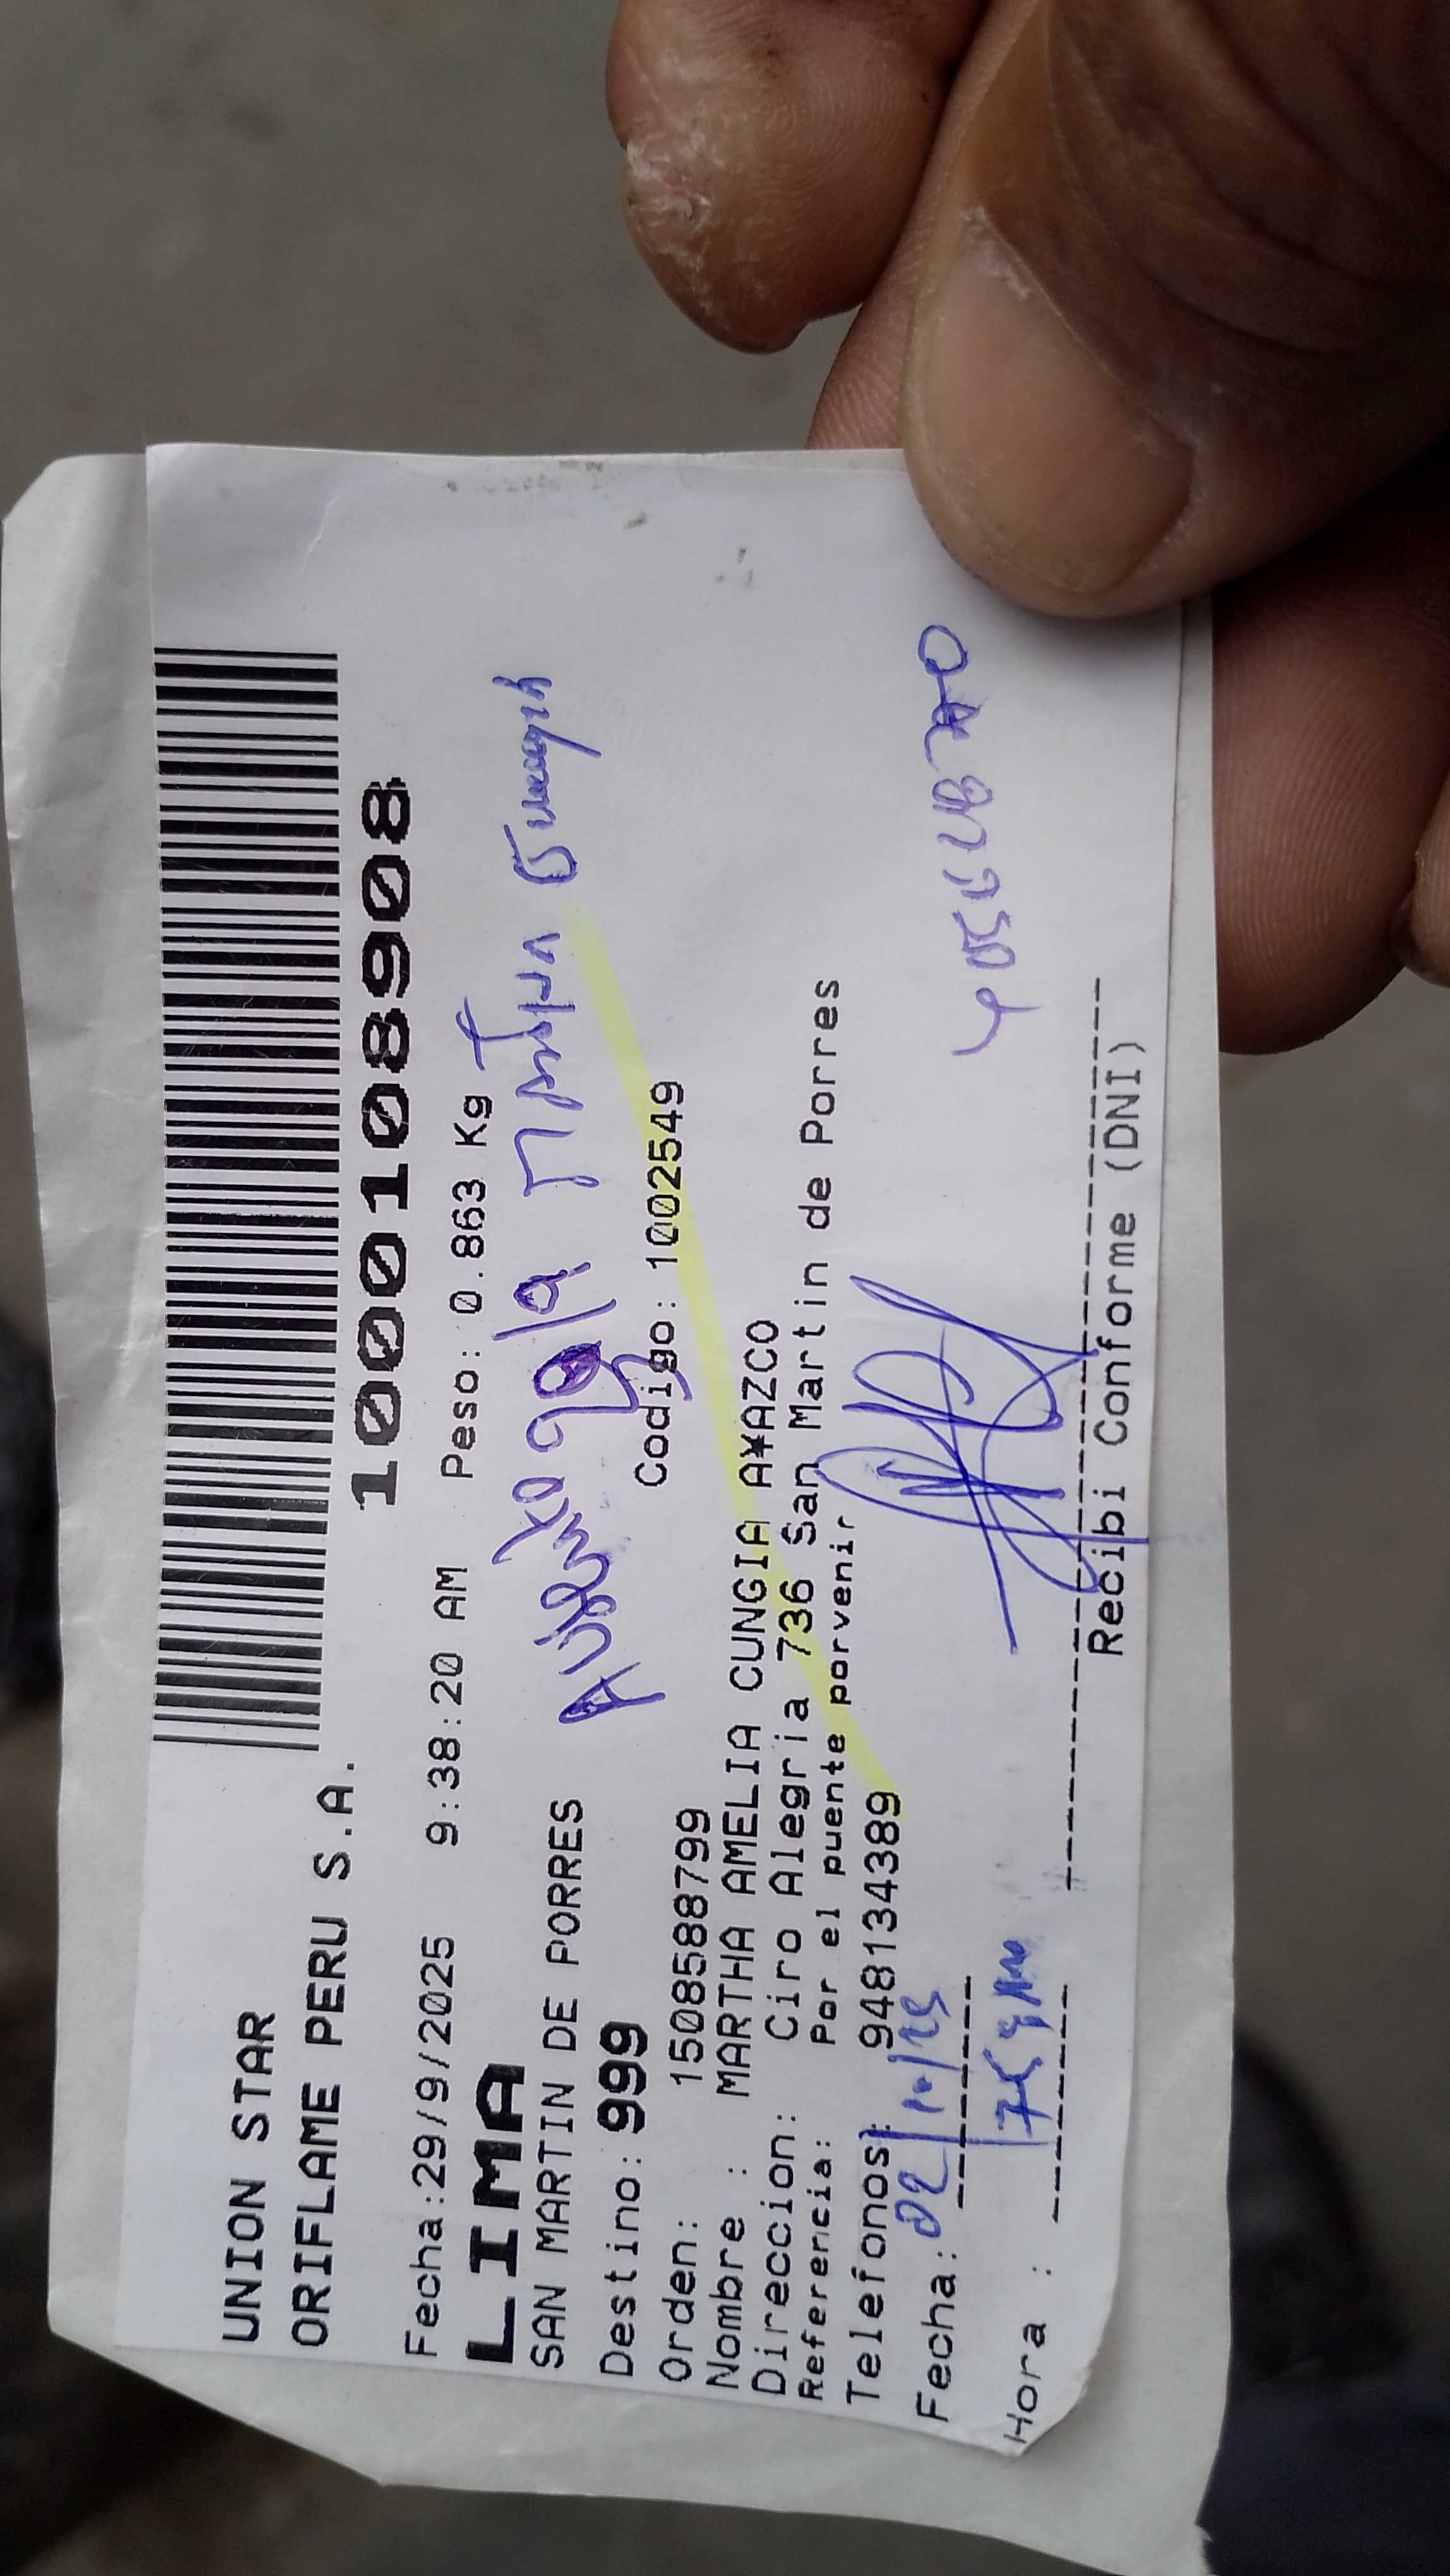 UNION STAR
ORIFLAME PERU S.A.
1000108908
Fecha:29/9/2025 9:38:20 AM Peso: 0.863 Kg
LIMA
SAN MARTIN DE PORRES
Destino: 999 Codigo: 1002549
Orden: 1508588799
Nombre : MARTHA AMELIA CUNGIA A¥AZCO
Direccion: Ciro Alegria 736 San Martin de Porres
Referencia: Por el puente porvenir
Telefonos: 948134389
Fecha: 02/10/25
Hora :
Recibi Conforme (DNI)